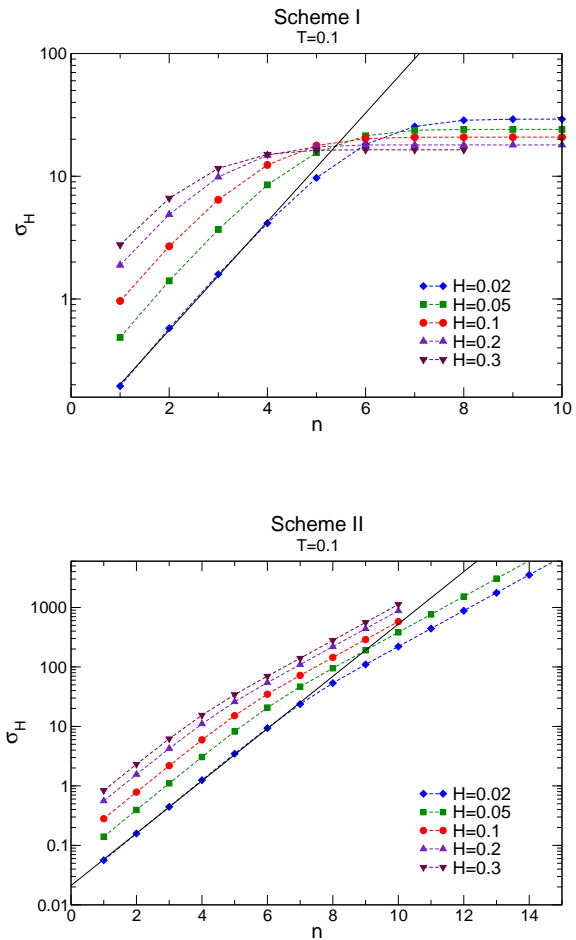 Scheme I
T=0.1
100
10
1
σH
H=0.02
H=0.05
H=0.1
H=0.2
H=0.3
0 2 4 6 8 10
n
Scheme II
T=0.1
1000
100
10
1
0.1
0.01
σH
H=0.02
H=0.05
H=0.1
H=0.2
H=0.3
0 2 4 6 8 10 12 14
n